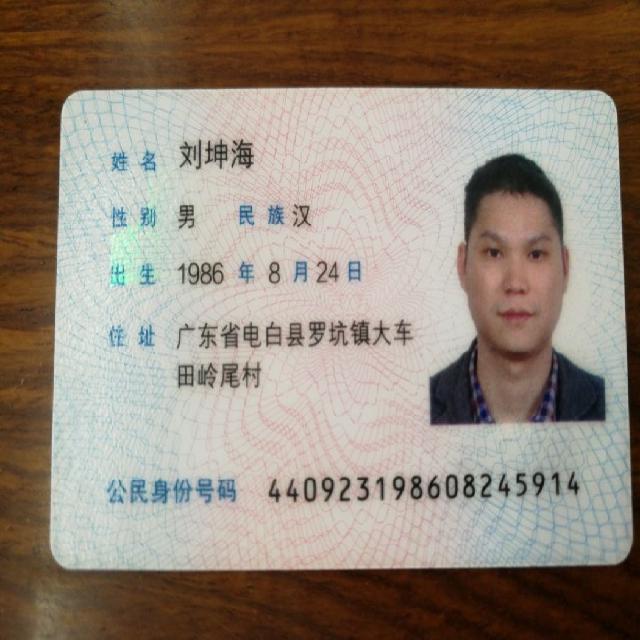 姓名 刘坤海
性别 男 民族 汉
出生 1986 年 8 月 24 日
住址 广东省电白县罗坑镇大车
田岭尾村
公民身份号码 440923198608245914